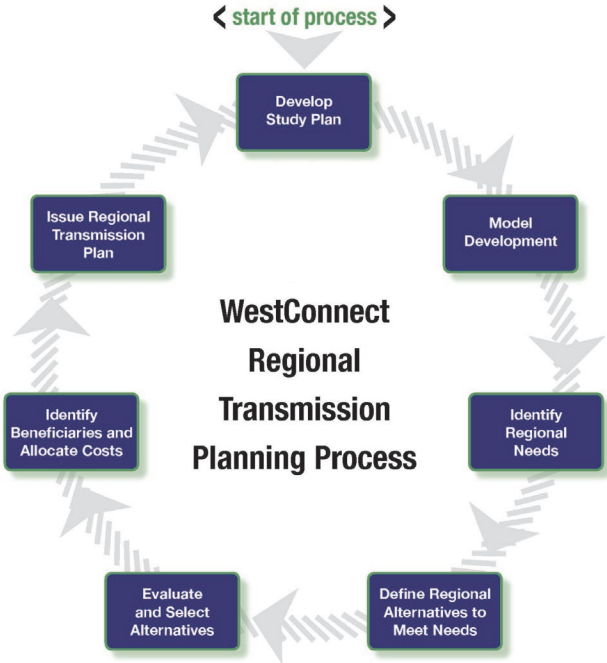 < start of process >
Develop
Study Plan
Model
Development
Identify
Regional
Needs
Define Regional
Alternatives to
Meet Needs
Evaluate
and Select
Alternatives
Identify
Beneficiaries and
Allocate Costs
Issue Regional
Transmission
Plan
WestConnect
Regional
Transmission
Planning Process